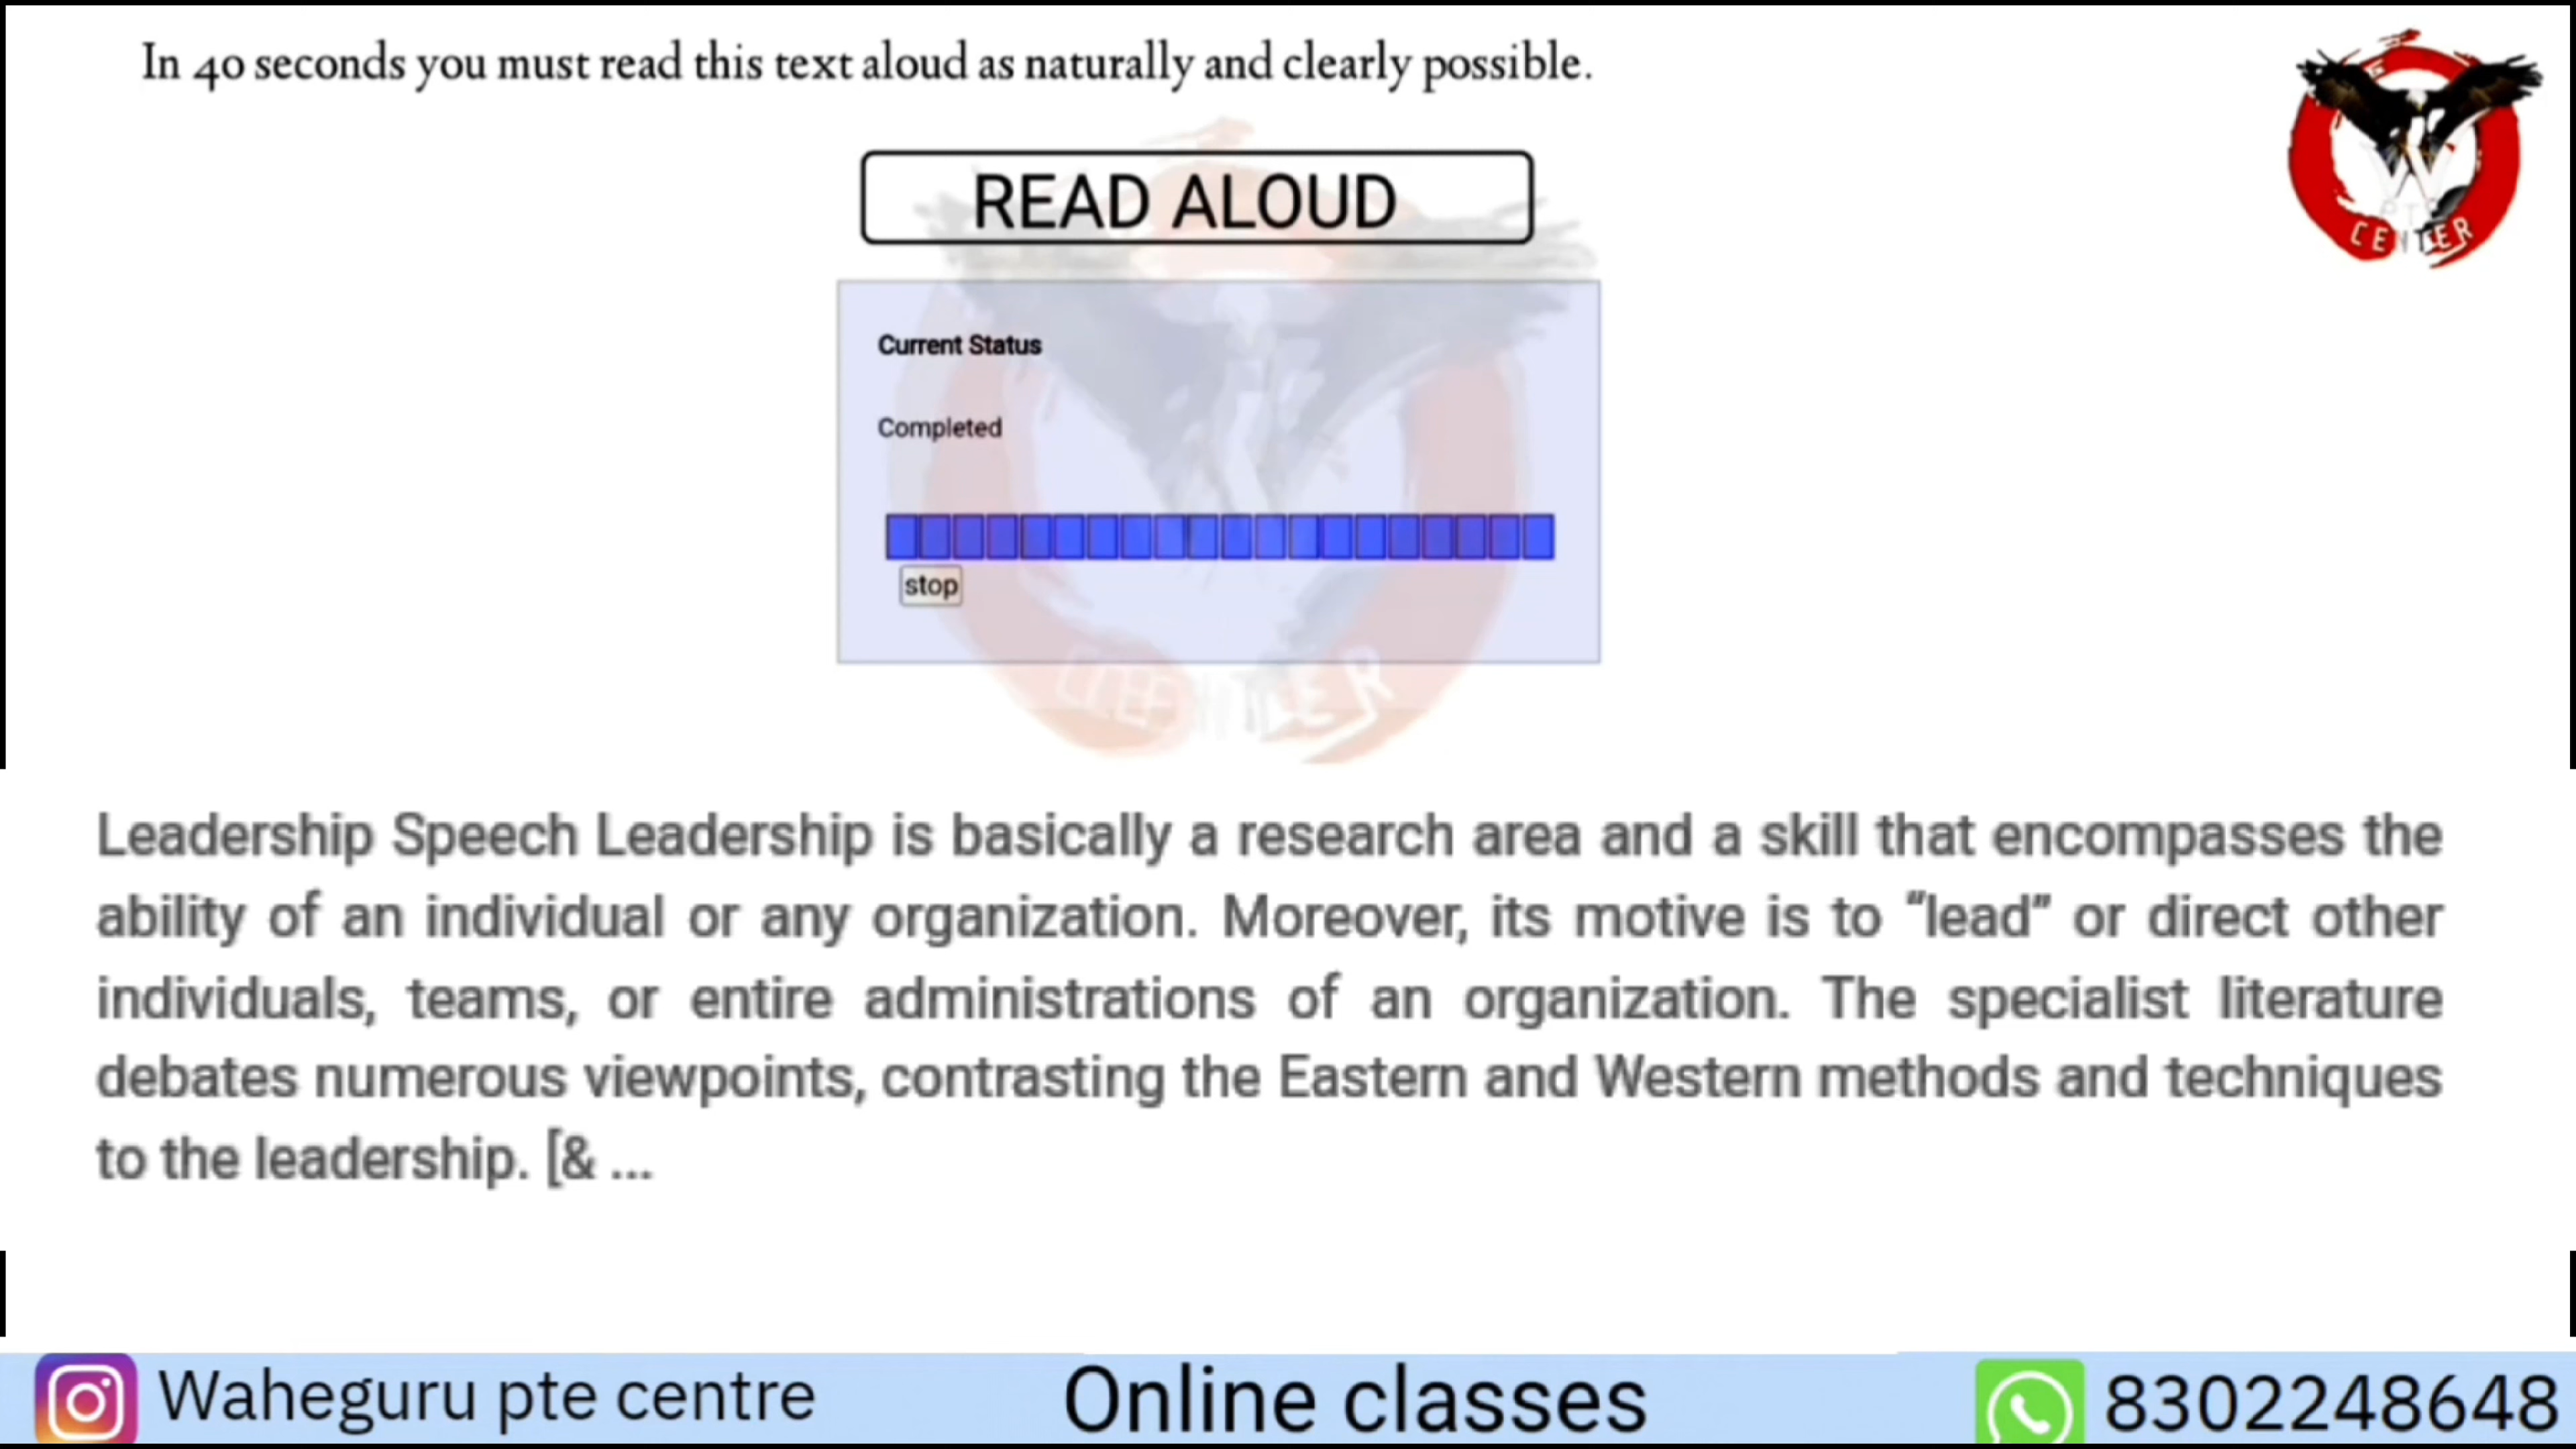 In 40 seconds you must read this text aloud as naturally and clearly possible.
READ ALOUD
CENTER
Current Status
Completed
stop
CENTER
Leadership Speech Leadership is basically a research area and a skill that encompasses the
ability of an individual or any organization. Moreover, its motive is to “lead” or direct other
individuals, teams, or entire administrations of an organization. The specialist literature
debates numerous viewpoints, contrasting the Eastern and Western methods and techniques
to the leadership. [& ...
Waheguru pte centre
Online classes
8302248648